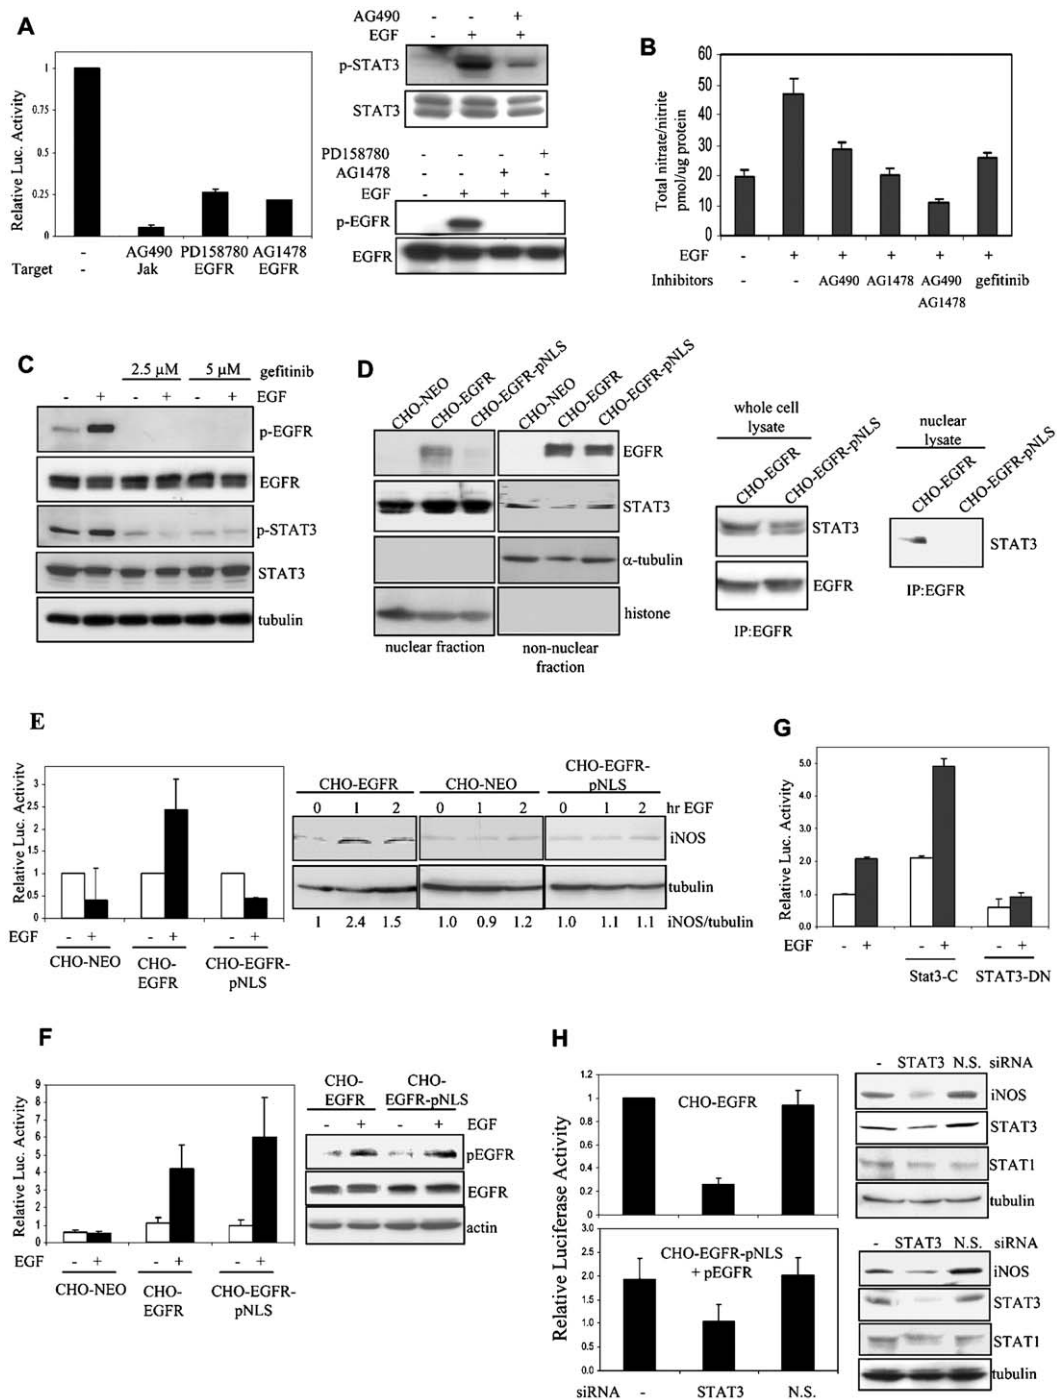 A
Relative Luc. Activity
1
0.75
0.5
0.25
0
- AG490 PD158780 AG1478
Target - Jak EGFR EGFR
AG490 - - +
EGF - + +
p-STAT3
STAT3
PD158780 - - - +
AG1478 - - + -
EGF - + + +
p-EGFR
EGFR
B
Total nitrate/nitrite
pmol/ug protein
60
50
40
30
20
10
0
EGF - + + + + +
Inhibitors - - AG490 AG1478 AG490 gefitinib
AG1478
C
2.5 µM 5 µM gefitinib
- + - + - + EGF
p-EGFR
EGFR
p-STAT3
STAT3
tubulin
D
CHO-NEO
CHO-EGFR
CHO-EGFR-pNLS
CHO-NEO
CHO-EGFR
CHO-EGFR-pNLS
EGFR
STAT3
α-tubulin
histone
nuclear fraction
non-nuclear
fraction
whole cell
lysate
CHO-EGFR
CHO-EGFR-pNLS
STAT3
EGFR
IP:EGFR
nuclear
lysate
CHO-EGFR
CHO-EGFR-pNLS
STAT3
IP:EGFR
E
Relative Luc. Activity
3
2.5
2
1.5
1
0.5
0
EGF - + - + - +
CHO-NEO CHO- CHO-EGFR-
EGFR pNLS
CHO-EGFR CHO-NEO CHO-EGFR-
pNLS
0 1 2 0 1 2 0 1 2 hr EGF
iNOS
tubulin
1 2.4 1.5 1.0 0.9 1.2 1.0 1.1 1.1 iNOS/tubulin
G
Relative Luc. Activity
5.0
4.0
3.0
2.0
1.0
0.0
EGF - + - + - +
Stat3-C STAT3-DN
F
Relative Luc. Activity
9
8
7
6
5
4
3
2
1
0
EGF - + - + - +
CHO-NEO CHO- CHO-EGFR-
EGFR pNLS
CHO- CHO-
EGFR EGFR-pNLS
- + - + EGF
pEGFR
EGFR
actin
H
Relative Luciferase Activity
1.2
1
0.8
0.6
0.4
0.2
0
CHO-EGFR
3.0
2.5
2.0
1.5
1.0
0.5
0.0
CHO-EGFR-pNLS
+ pEGFR
siRNA - STAT3 N.S.
- STAT3 N.S. siRNA
iNOS
STAT3
STAT1
tubulin
- STAT3 N.S. siRNA
iNOS
STAT3
STAT1
tubulin